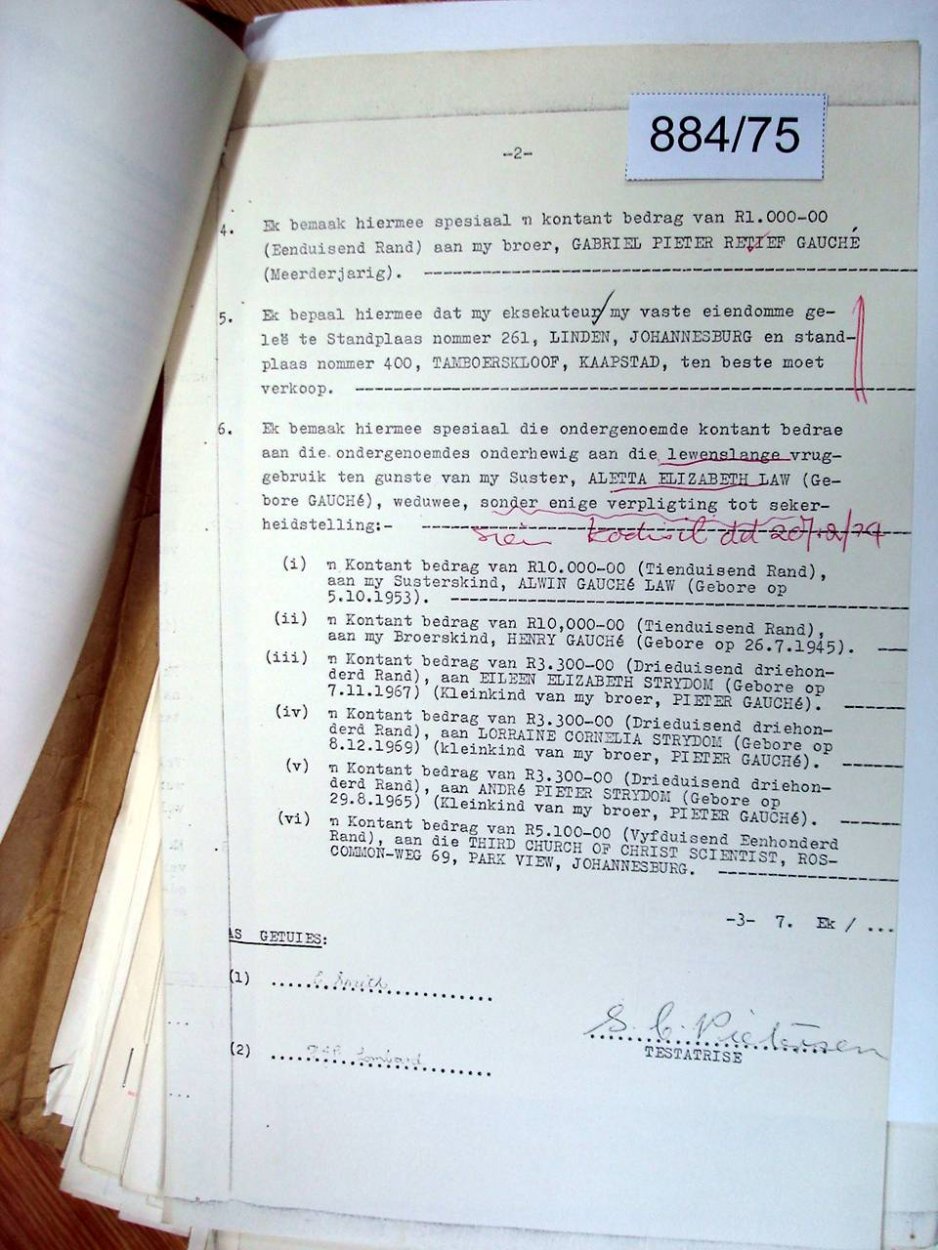 884/75
-2-
4. Ek bemaak hiermee spesiaal 'n kontant bedrag van R1.000-00
(Eenduisend Rand) aan my broer, GABRIEL PIETER RETIEF GAUCHÉ
(Meerderjarig). ----------
5. Ek bepaal hiermee dat my eksekuteur/my vaste eiendomme ge-
leë te Standplaas nommer 261, LINDEN, JOHANNESBURG en stand-
plaas nommer 400, TAMBOERSKLOOF, KAAPSTAD, ten beste moet
verkoop. ----------
6. Ek bemaak hiermee spesiaal die ondergenoemde kontant bedrae
aan die ondergenoemdes onderhewig aan die lewenslange vrug-
gebruik ten gunste van my Suster, ALETTA ELIZABETH LAW (Ge-
bore GAUCHé), weduwee, sonder enige verpligting tot seker-
heidstelling:- ----------
sien kodisil dd
(i) 'n Kontant bedrag van R10.000-00 (Tienduisend Rand),
aan my Susterskind, ALWIN GAUCHé LAW (Gebore op
5.10.1953). ----------
(ii) 'n Kontant bedrag van R10,000-00 (Tienduisend Rand),
aan my Broerskind, HENRY GAUCHé (Gebore op 26.7.1945). ---
(iii) 'n Kontant bedrag van R3.300-00 (Drieduisend driehon-
derd Rand), aan EILEEN ELIZABETH STRYDOM (Gebore op
7.11.1967) (Kleinkind van my broer, PIETER GAUCHé). ------
(iv) 'n Kontant bedrag van R3.300-00 (Drieduisend driehon-
derd Rand), aan LORRAINE CORNELIA STRYDOM (Gebore op
8.12.1969) (kleinkind van my broer, PIETER GAUCHé). ------
(v) 'n Kontant bedrag van R3.300-00 (Drieduisend driehon-
derd Rand), aan ANDRé PIETER STRYDOM (Gebore op
29.8.1965) (Kleinkind van my broer, PIETER GAUCHé). ------
(vi) 'n Kontant bedrag van R5.100-00 (Vyfduisend Eenhonderd
Rand), aan die THIRD CHURCH OF CHRIST SCIENTIST, ROS-
COMMON-WEG 69, PARK VIEW, JOHANNESBURG. ----------
-3- 7. Ek / ...
AS GETUIES:
(1) ..... Smith .....
S. C. Pietersen
TESTATRISE
(2) ..... Lombard .....